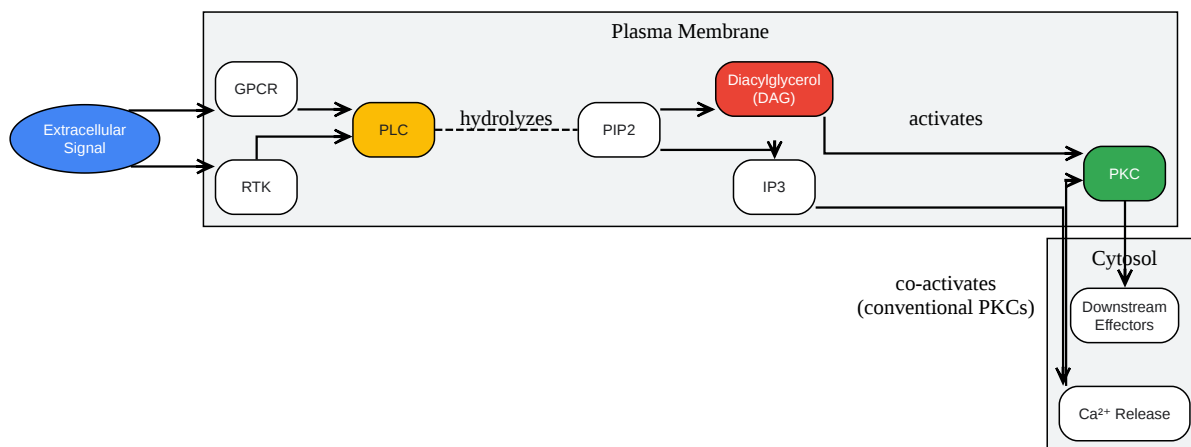 Plasma Membrane
GPCR
Diacylglycerol
(DAG)
Extracellular
Signal
PLC
hydrolyzes
PIP2
activates
RTK
IP3
PKC
Cytosol
co-activates
(conventional PKCs)
Downstream
Effectors
Ca²⁺ Release